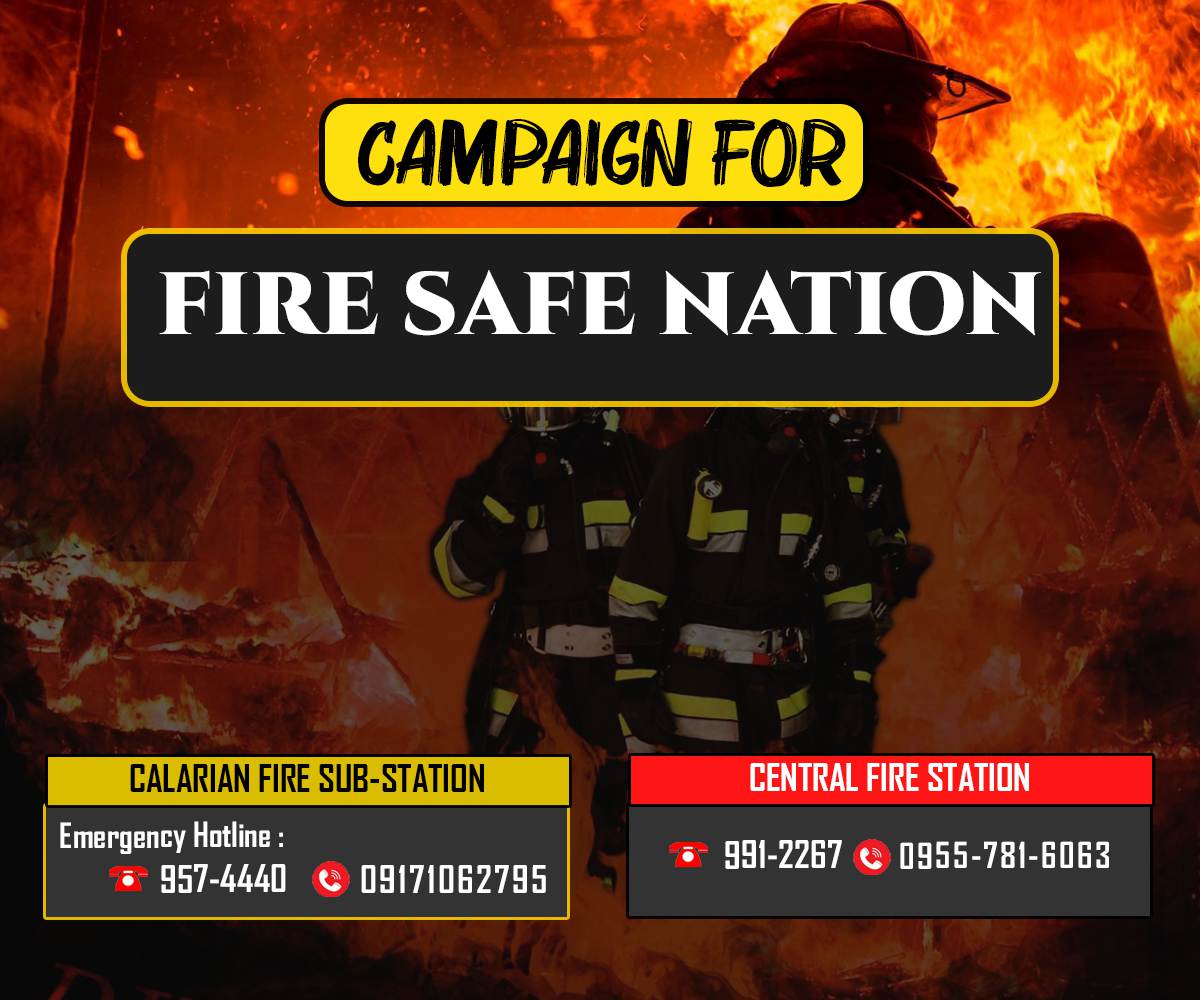 CAMPAIGN FOR
FIRE SAFE NATION
CALARIAN FIRE SUB-STATION
Emergency Hotline :
957-4440 09171062795
CENTRAL FIRE STATION
991-2267 0955-781-6063